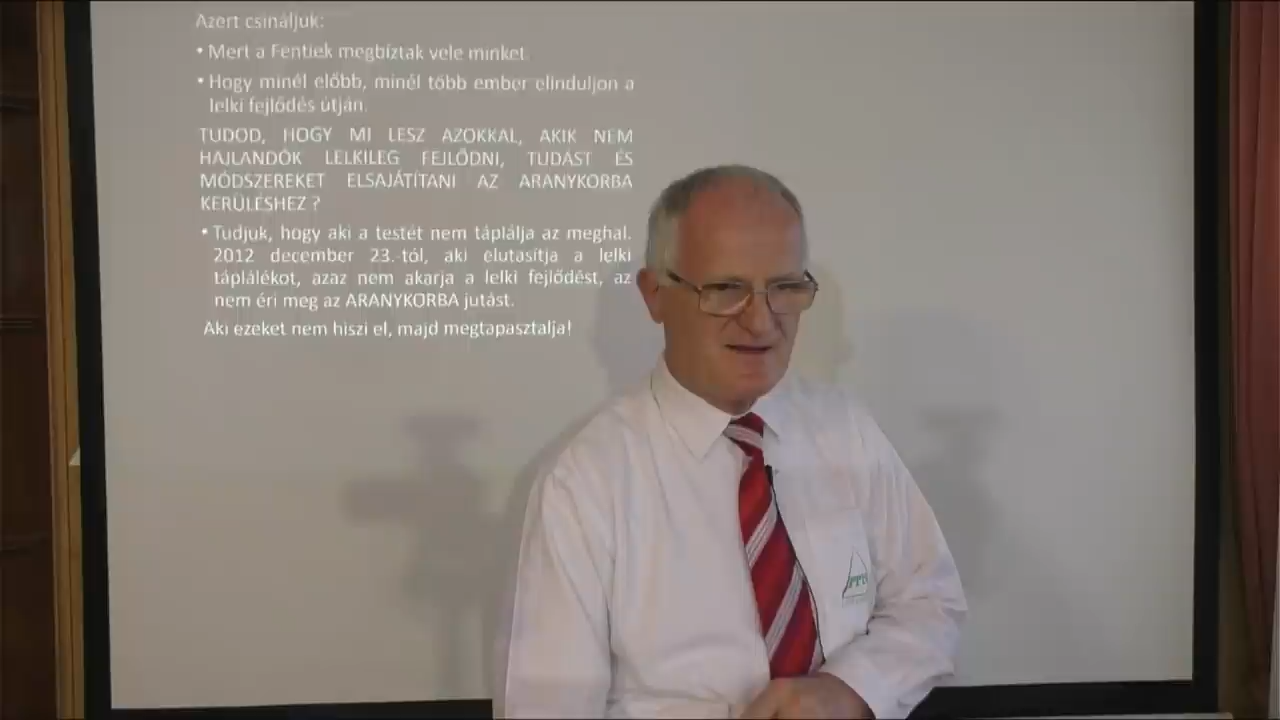 Azért csináljuk:
• Mert a Fentiek megbíztak vele minket.
• Hogy minél előbb, minél több ember elinduljon a
lelki fejlődés útján.
TUDOD, HOGY MI LESZ AZOKKAL, AKIK NEM
HAJLANDÓK LELKILEG FEJLŐDNI, TUDÁST ÉS
MÓDSZEREKET ELSAJÁTÍTANI AZ ARANYKORBA
KERÜLÉSHEZ ?
• Tudjuk, hogy aki a testét nem táplálja az meghal.
2012 december 23.-tól, aki elutasítja a lelki
táplálékot, azaz nem akarja a lelki fejlődést, az
nem éri meg az ARANYKORBA jutást.
Aki ezeket nem hiszi el, majd megtapasztalja!